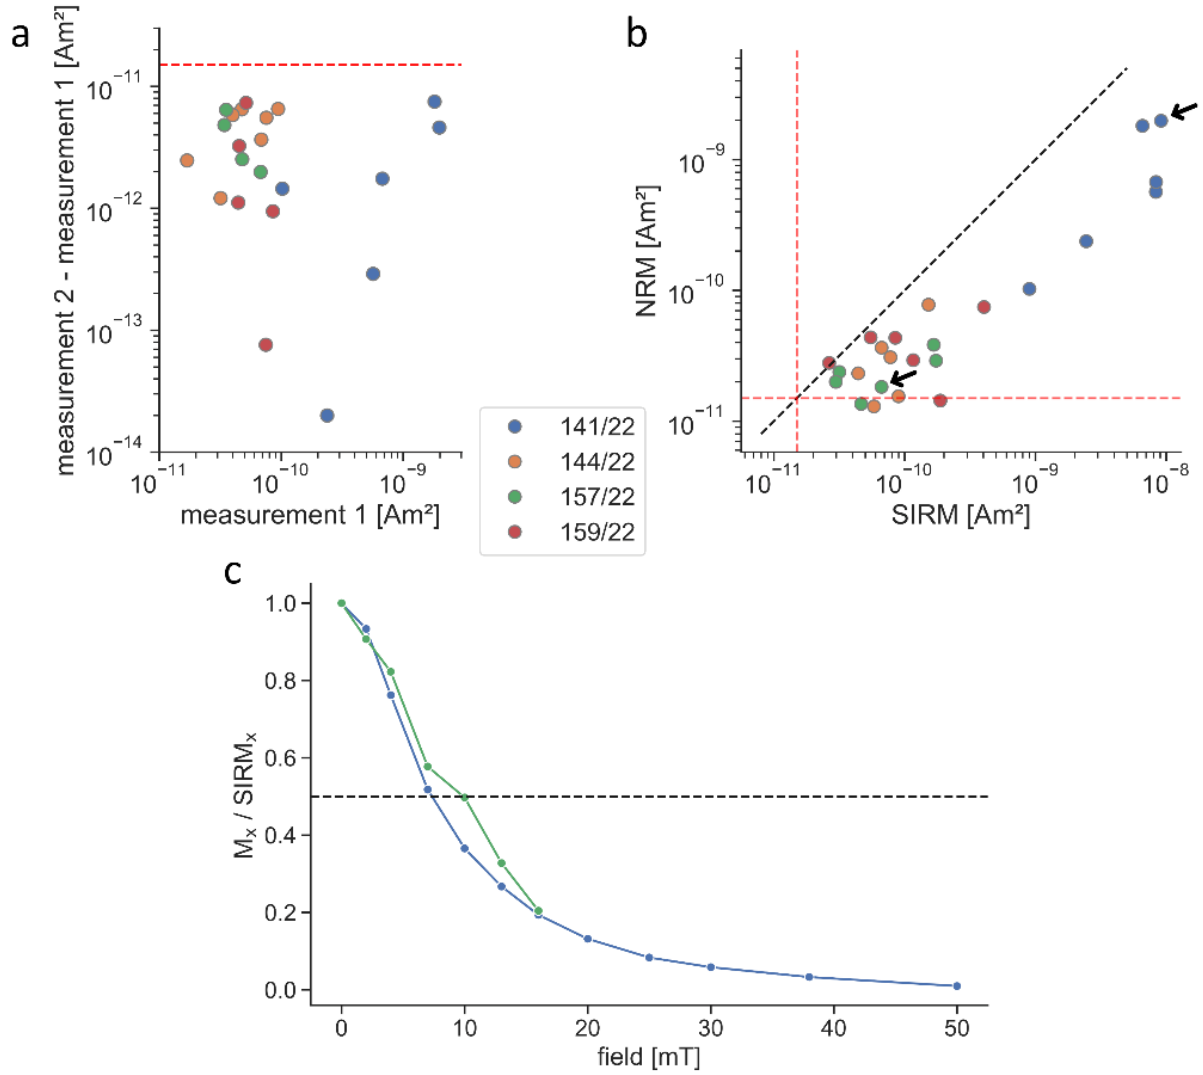 a
measurement 2 - measurement 1 [Am²]
10⁻¹¹
10⁻¹²
10⁻¹³
10⁻¹⁴
10⁻¹¹ 10⁻¹⁰ 10⁻⁹
measurement 1 [Am²]
b
NRM [Am²]
10⁻⁹
10⁻¹⁰
10⁻¹¹
10⁻¹¹ 10⁻¹⁰ 10⁻⁹ 10⁻⁸
SIRM [Am²]
141/22
144/22
157/22
159/22
c
Mₓ / SIRMₓ
1.0
0.8
0.6
0.4
0.2
0.0
0 10 20 30 40 50
field [mT]